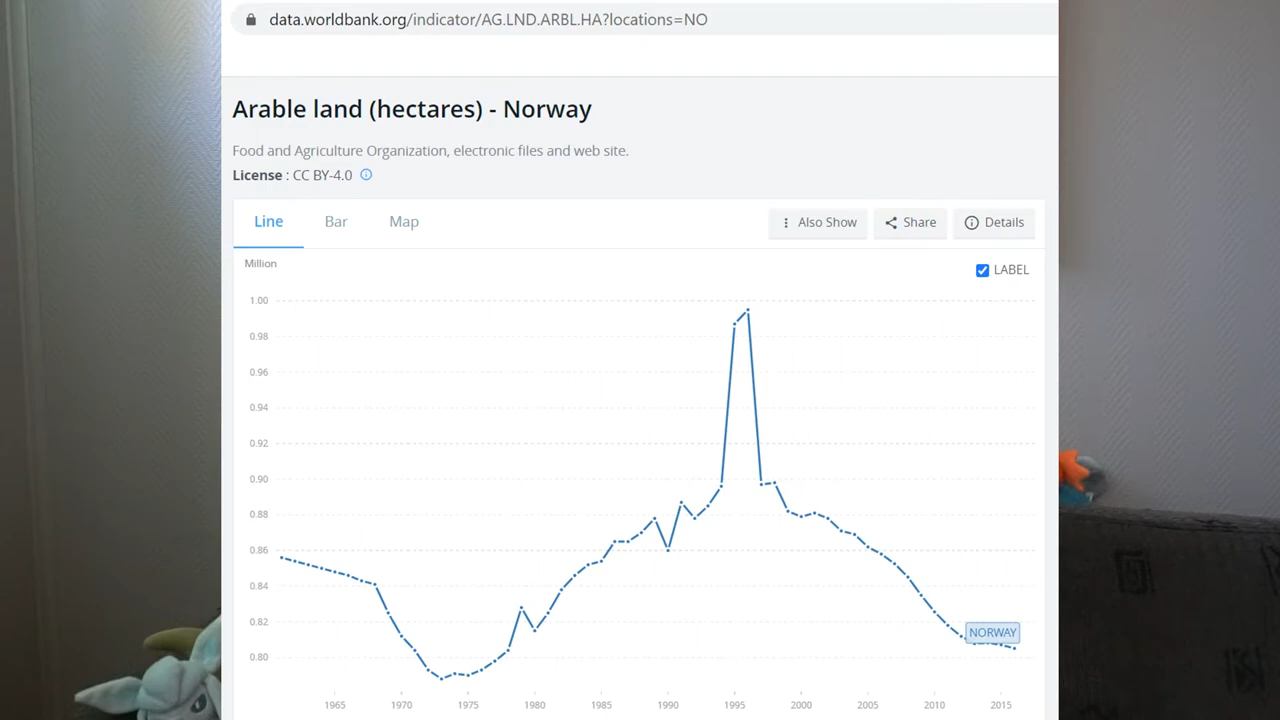 data.worldbank.org/indicator/AG.LND.ARBL.HA?locations=NO
Arable land (hectares) - Norway
Food and Agriculture Organization, electronic files and web site.
License : CC BY-4.0
Line Bar Map Also Show Share Details
Million
LABEL
1.00
0.98
0.96
0.94
0.92
0.90
0.88
0.86
0.84
0.82
NORWAY
0.80
1965 1970 1975 1980 1985 1990 1995 2000 2005 2010 2015